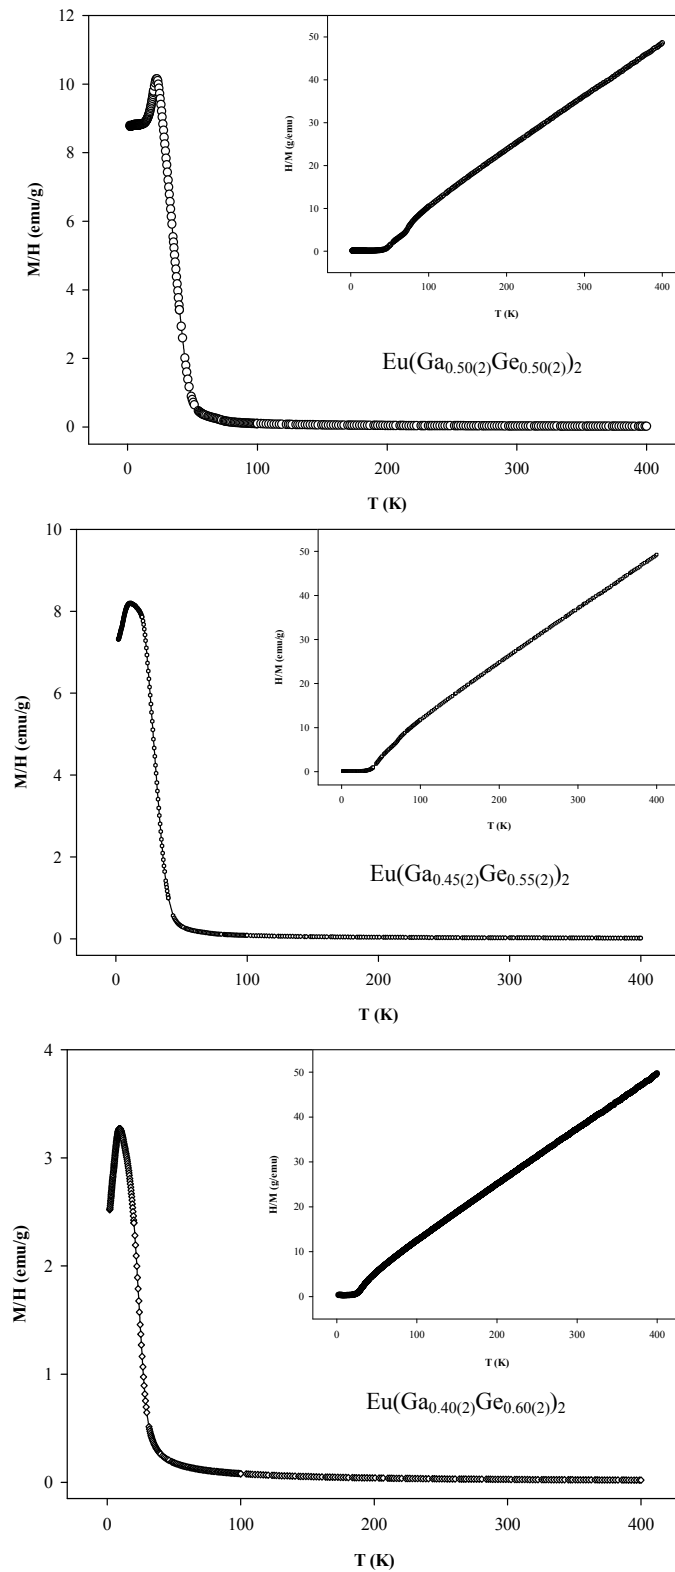 12
10
8
6
4
2
0
M/H (emu/g)
0 100 200 300 400
T (K)
50
40
30
20
10
0
H/M (g/emu)
0 100 200 300 400
T (K)
Eu(Ga0.50(2)Ge0.50(2))2
10
8
6
4
2
0
M/H (emu/g)
0 100 200 300 400
T (K)
50
40
30
20
10
0
H/M (emu/g)
0 100 200 300 400
T (K)
Eu(Ga0.45(2)Ge0.55(2))2
4
3
2
1
0
M/H (emu/g)
0 100 200 300 400
T (K)
50
40
30
20
10
0
H/M (g/emu)
0 100 200 300 400
T (K)
Eu(Ga0.40(2)Ge0.60(2))2